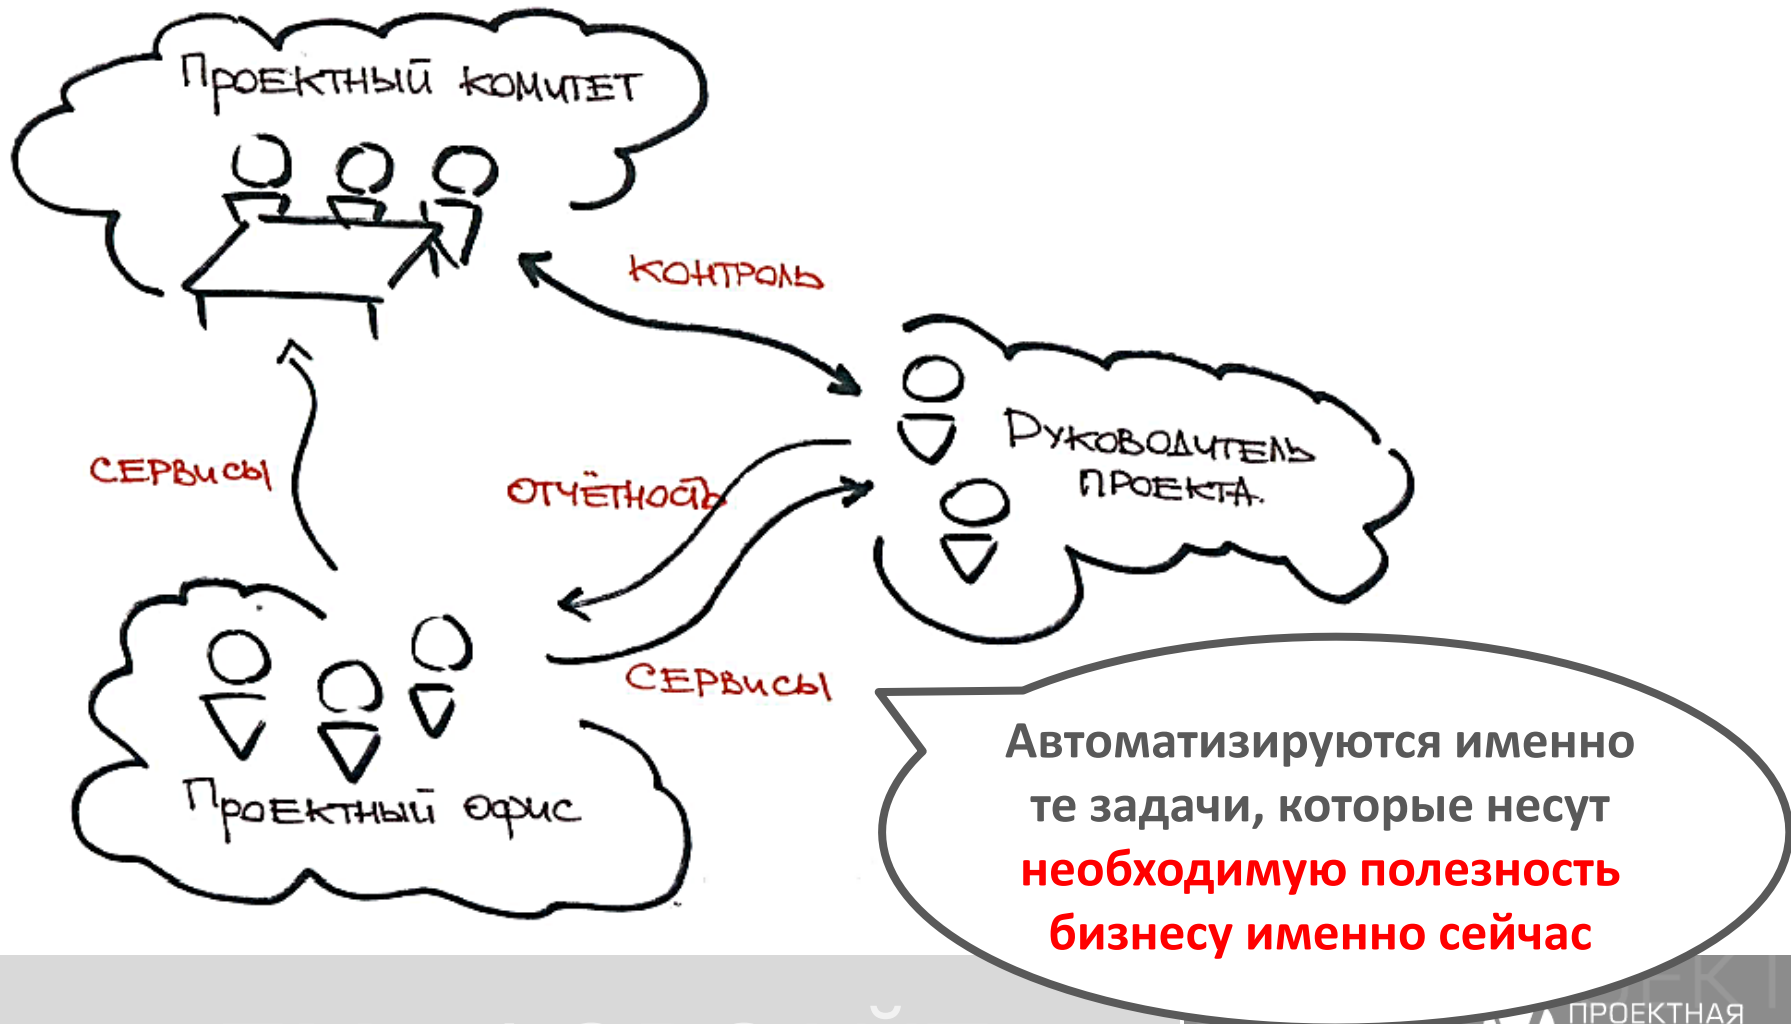 Проектный комитет
контроль
Руководитель
проекта.
сервисы
отчётность
сервисы
Проектный офис
Автоматизируются именно
те задачи, которые несут
необходимую полезность
бизнесу именно сейчас
ПРОЕКТНАЯ